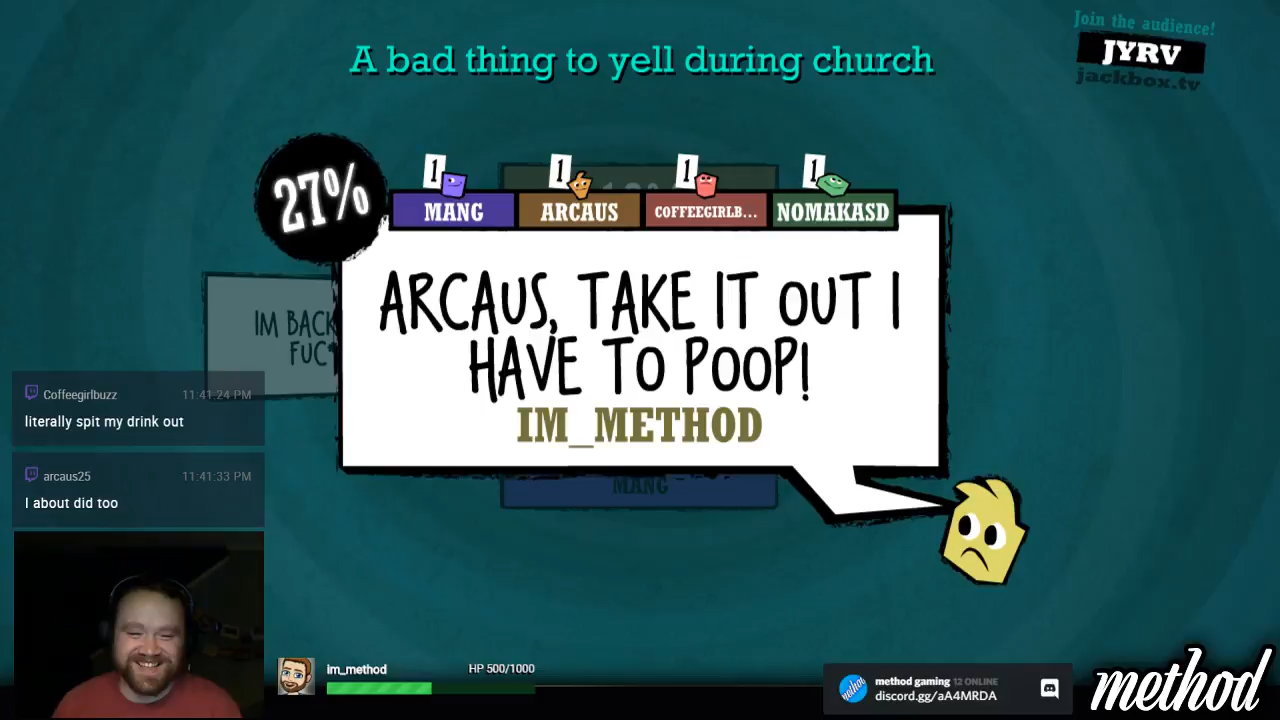 Join the audience!
JYRV
jackbox.tv
A bad thing to yell during church
27%
1
1
1
1
MANG
ARCAUS
COFFEEGIRLB...
NOMAKASD
ARCAUS, TAKE IT OUT I
HAVE TO POOP!
IM_METHOD
IM BACK
FUC
MANG
Coffeegirlbuzz 11:41:24 PM
literally spit my drink out
arcaus25 11:41:33 PM
I about did too
im_method HP 500/1000
method gaming 12 ONLINE
discord.gg/aA4MRDA
method